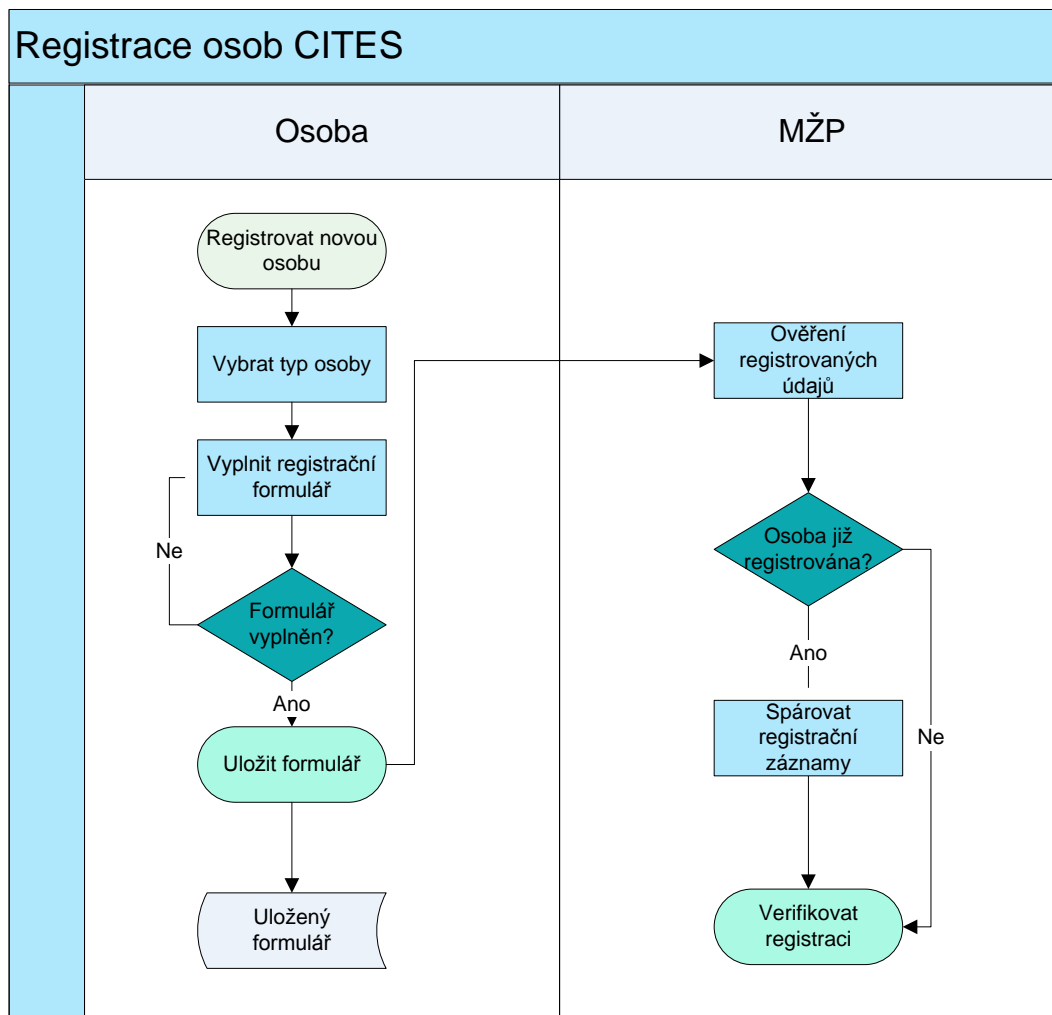 Registrace osob CITES
Osoba
MŽP
Registrovat novou
osobu
Vybrat typ osoby
Vyplnit registrační
formulář
Ne
Formulář
vyplněn?
Ano
Uložit formulář
Uložený
formulář
Ověření
registrovaných
údajů
Osoba již
registrována?
Ano
Spárovat
registrační
záznamy
Ne
Verifikovat
registraci